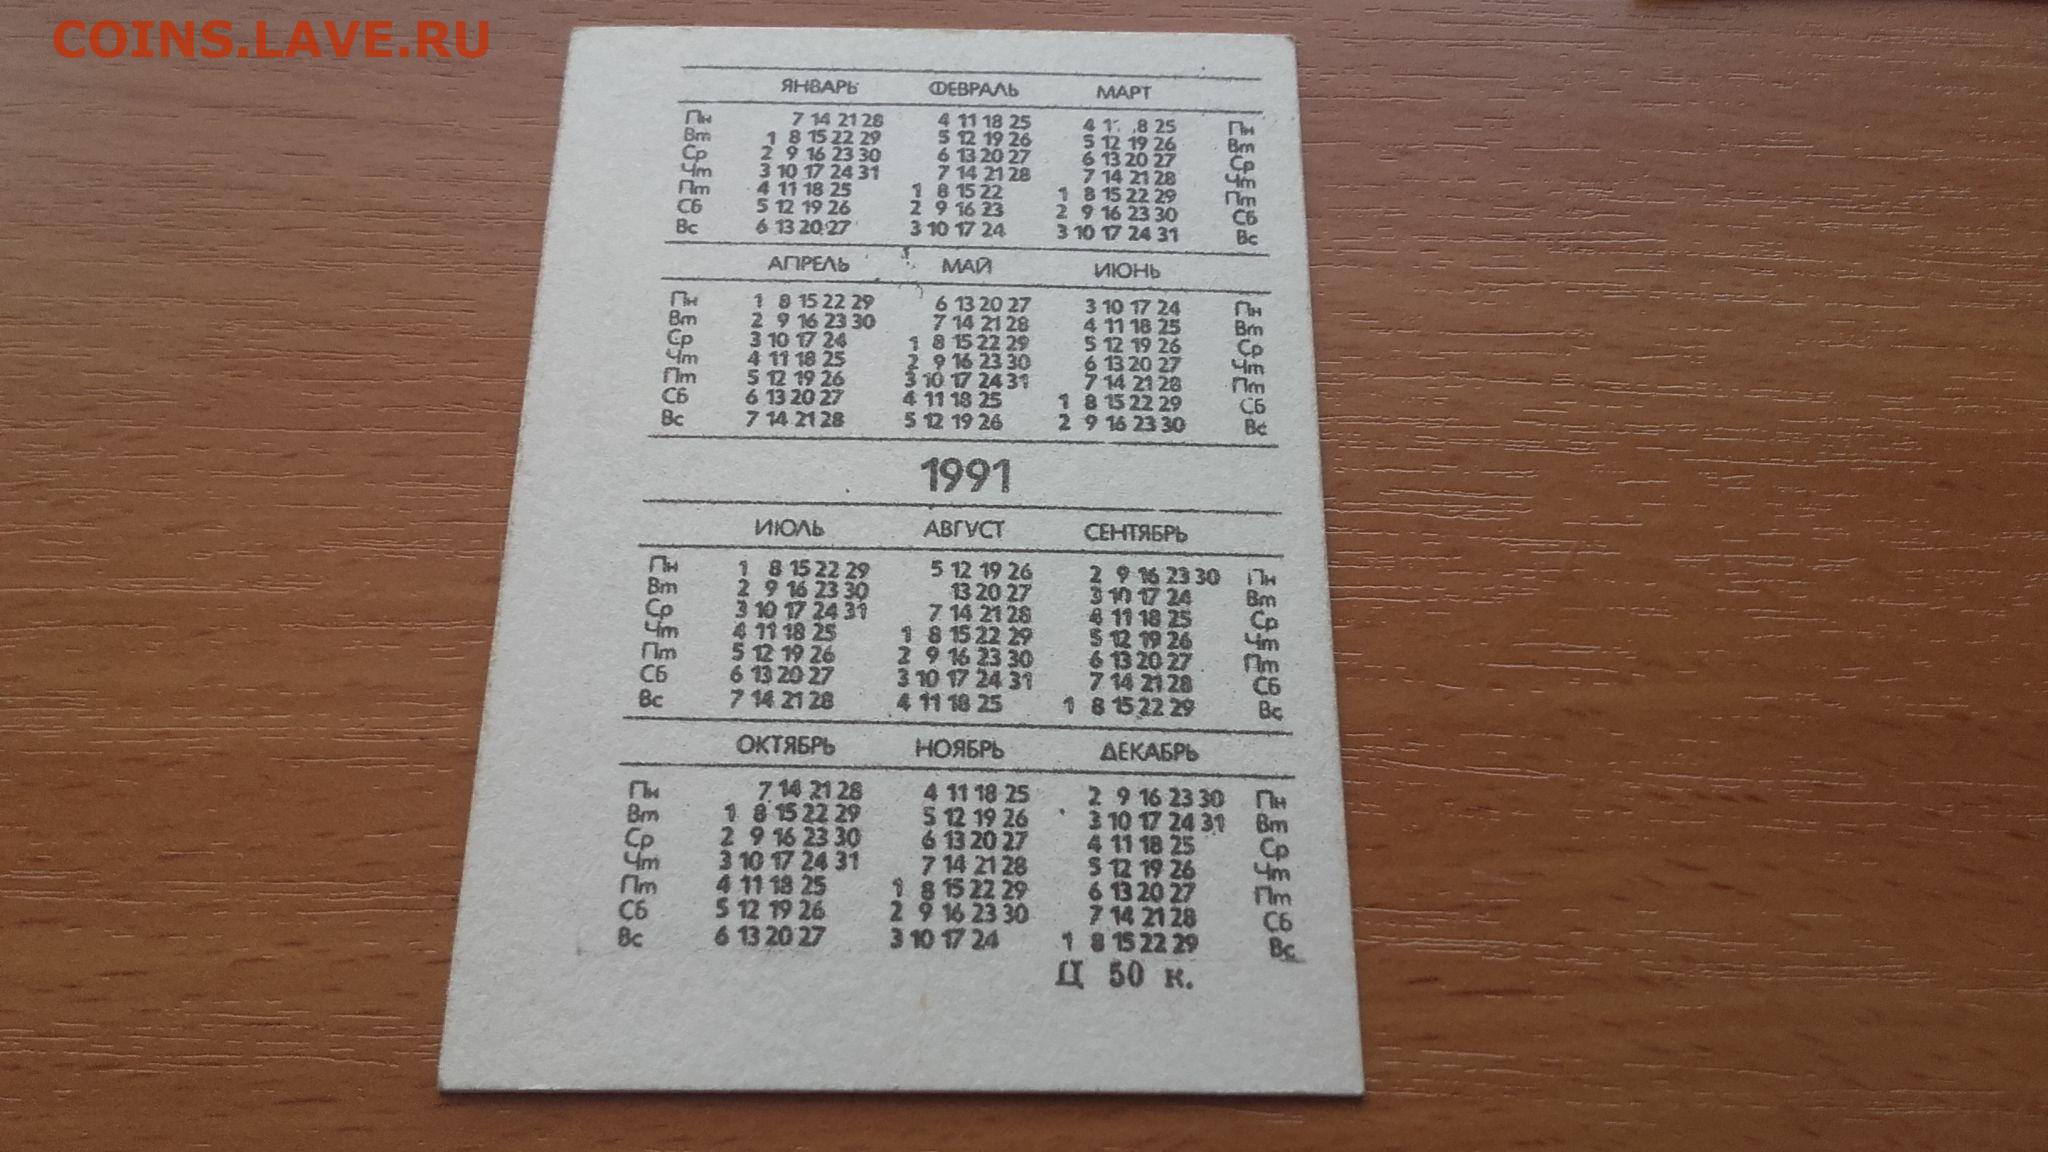 COINS.LAVE.RU
ЯНВАРЬ ФЕВРАЛЬ МАРТ
Пн 7 14 21 28 4 11 18 25 4 8 25 Пн
Вт 1 8 15 22 29 5 12 19 26 5 12 19 26 Вт
Ср 2 9 16 23 30 6 13 20 27 6 13 20 27 Ср
Чт 3 10 17 24 31 7 14 21 28 7 14 21 28 Чт
Пт 4 11 18 25 1 8 15 22 1 8 15 22 29 Пт
Сб 5 12 19 26 2 9 16 23 2 9 16 23 30 Сб
Вс 6 13 20 27 3 10 17 24 3 10 17 24 31 Вс
АПРЕЛЬ МАЙ ИЮНЬ
Пн 1 8 15 22 29 6 13 20 27 3 10 17 24 Пн
Вт 2 9 16 23 30 7 14 21 28 4 11 18 25 Вт
Ср 3 10 17 24 1 8 15 22 29 5 12 19 26 Ср
Чт 4 11 18 25 2 9 16 23 30 6 13 20 27 Чт
Пт 5 12 19 26 3 10 17 24 31 7 14 21 28 Пт
Сб 6 13 20 27 4 11 18 25 1 8 15 22 29 Сб
Вс 7 14 21 28 5 12 19 26 2 9 16 23 30 Вс
1991
ИЮЛЬ АВГУСТ СЕНТЯБРЬ
Пн 1 8 15 22 29 5 12 19 26 2 9 16 23 30 Пн
Вт 2 9 16 23 30 13 20 27 3 10 17 24 Вт
Ср 3 10 17 24 31 7 14 21 28 4 11 18 25 Ср
Чт 4 11 18 25 1 8 15 22 29 5 12 19 26 Чт
Пт 5 12 19 26 2 9 16 23 30 6 13 20 27 Пт
Сб 6 13 20 27 3 10 17 24 31 7 14 21 28 Сб
Вс 7 14 21 28 4 11 18 25 1 8 15 22 29 Вс
ОКТЯБРЬ НОЯБРЬ ДЕКАБРЬ
Пн 7 14 21 28 4 11 18 25 2 9 16 23 30 Пн
Вт 1 8 15 22 29 5 12 19 26 3 10 17 24 31 Вт
Ср 2 9 16 23 30 6 13 20 27 4 11 18 25 Ср
Чт 3 10 17 24 31 7 14 21 28 5 12 19 26 Чт
Пт 4 11 18 25 1 8 15 22 29 6 13 20 27 Пт
Сб 5 12 19 26 2 9 16 23 30 7 14 21 28 Сб
Вс 6 13 20 27 3 10 17 24 1 8 15 22 29 Вс
Ц 50 к.